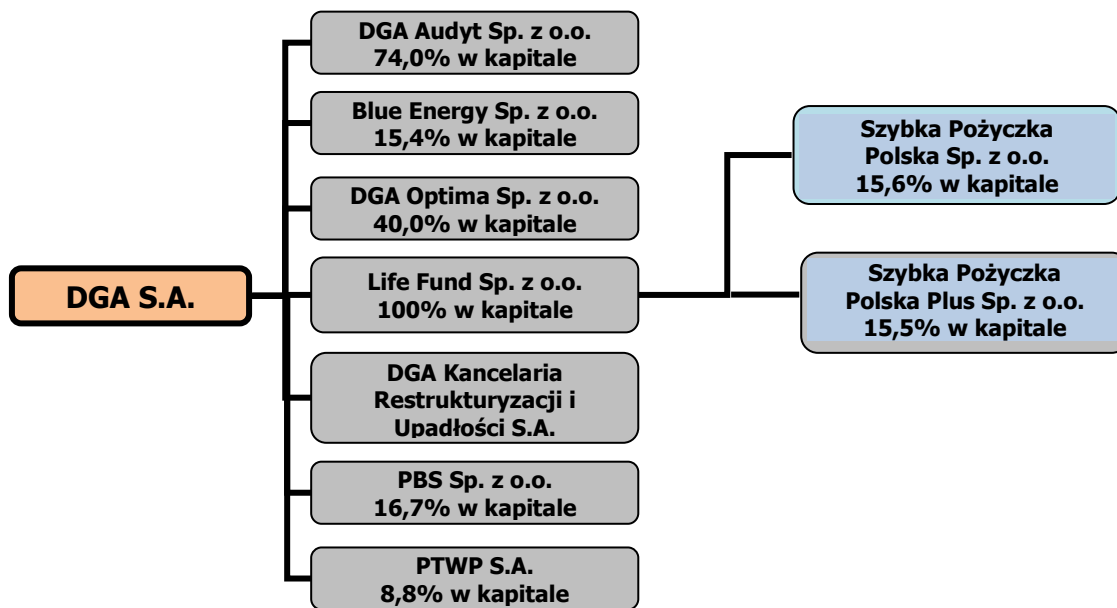 DGA S.A.
DGA Audyt Sp. z o.o.
74,0% w kapitale
Blue Energy Sp. z o.o.
15,4% w kapitale
DGA Optima Sp. z o.o.
40,0% w kapitale
Life Fund Sp. z o.o.
100% w kapitale
DGA Kancelaria
Restrukturyzacji i
Upadłości S.A.
PBS Sp. z o.o.
16,7% w kapitale
PTWP S.A.
8,8% w kapitale
Szybka Pożyczka
Polska Sp. z o.o.
15,6% w kapitale
Szybka Pożyczka
Polska Plus Sp. z o.o.
15,5% w kapitale